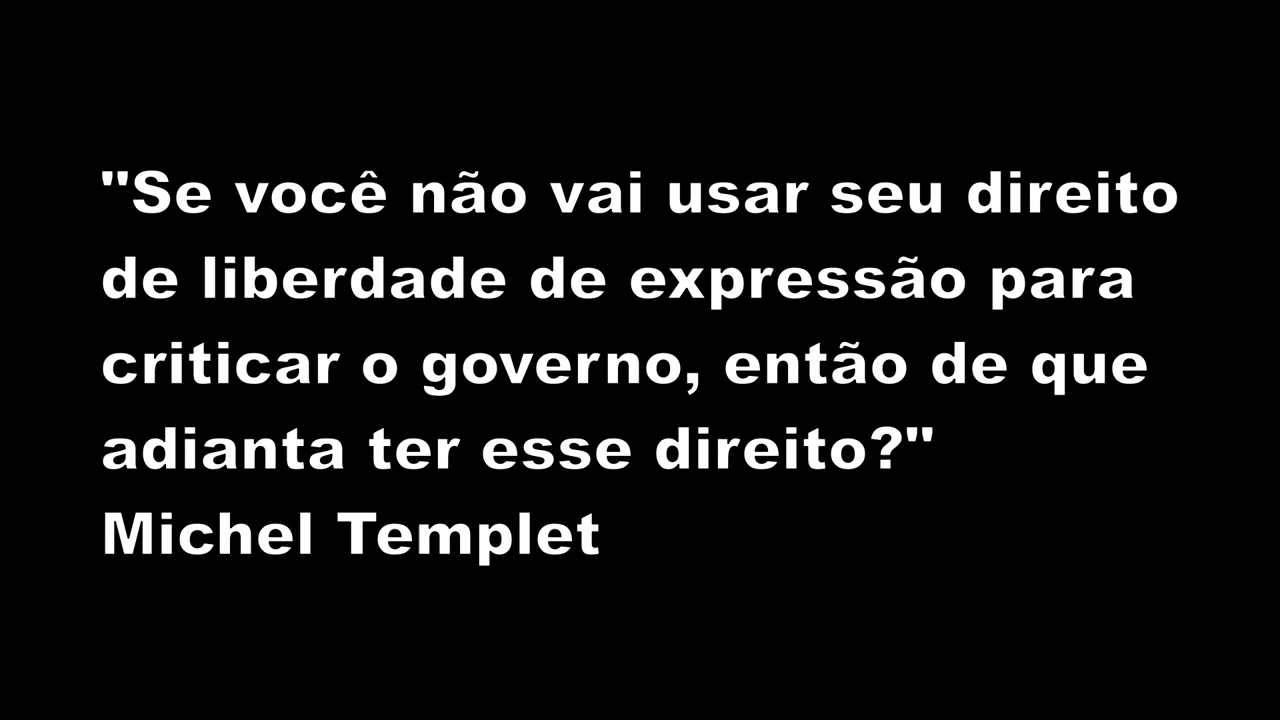 "Se você não vai usar seu direito
de liberdade de expressão para
criticar o governo, então de que
adianta ter esse direito?"
Michel Templet